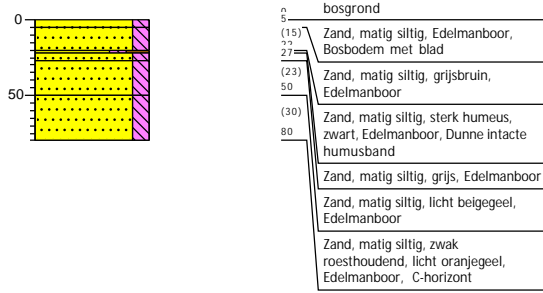 0
50
bosgrond
5
(15)
22
27
(23)
50
(30)
80
Zand, matig siltig, Edelmanboor,
Bosbodem met blad
Zand, matig siltig, grijsbruin,
Edelmanboor
Zand, matig siltig, sterk humeus,
zwart, Edelmanboor, Dunne intacte
humusband
Zand, matig siltig, grijs, Edelmanboor
Zand, matig siltig, licht beigegeel,
Edelmanboor
Zand, matig siltig, zwak
roesthoudend, licht oranjegeel,
Edelmanboor, C-horizont